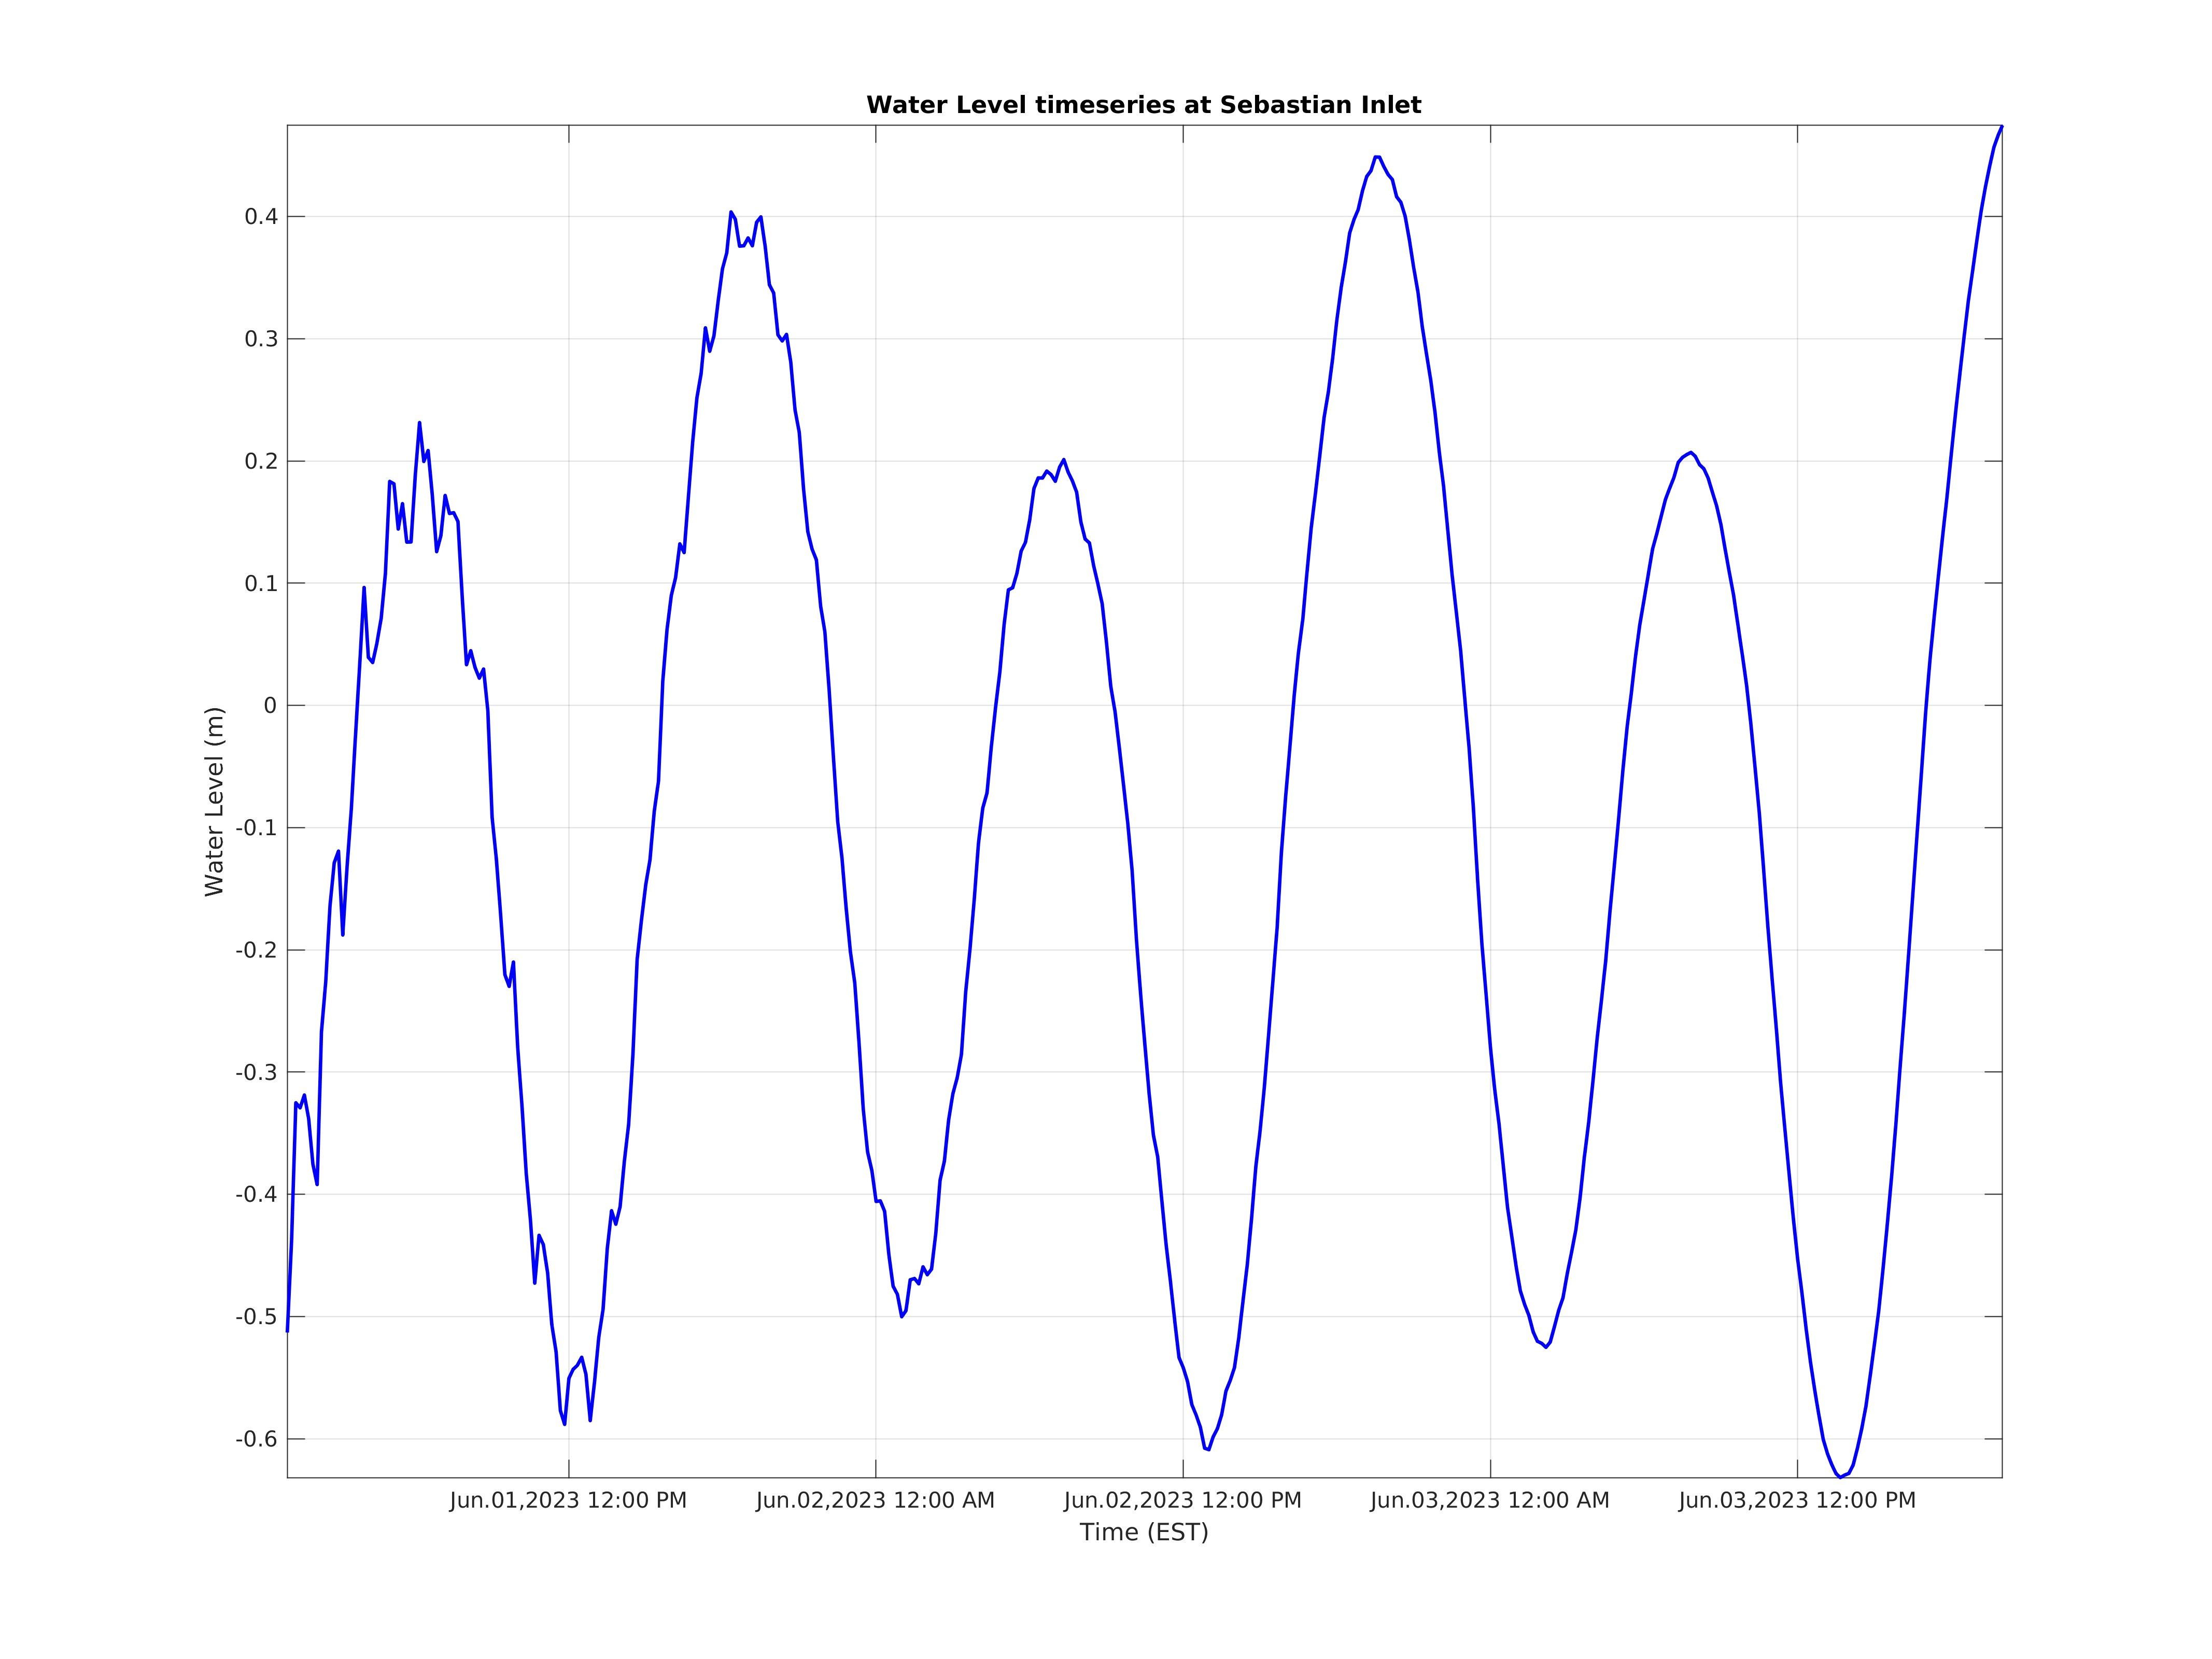 Water Level timeseries at Sebastian Inlet
0.4
0.3
0.2
0.1
0
-0.1
-0.2
-0.3
-0.4
-0.5
-0.6
Water Level (m)
Jun.01,2023 12:00 PM
Jun.02,2023 12:00 AM
Jun.02,2023 12:00 PM
Jun.03,2023 12:00 AM
Jun.03,2023 12:00 PM
Time (EST)